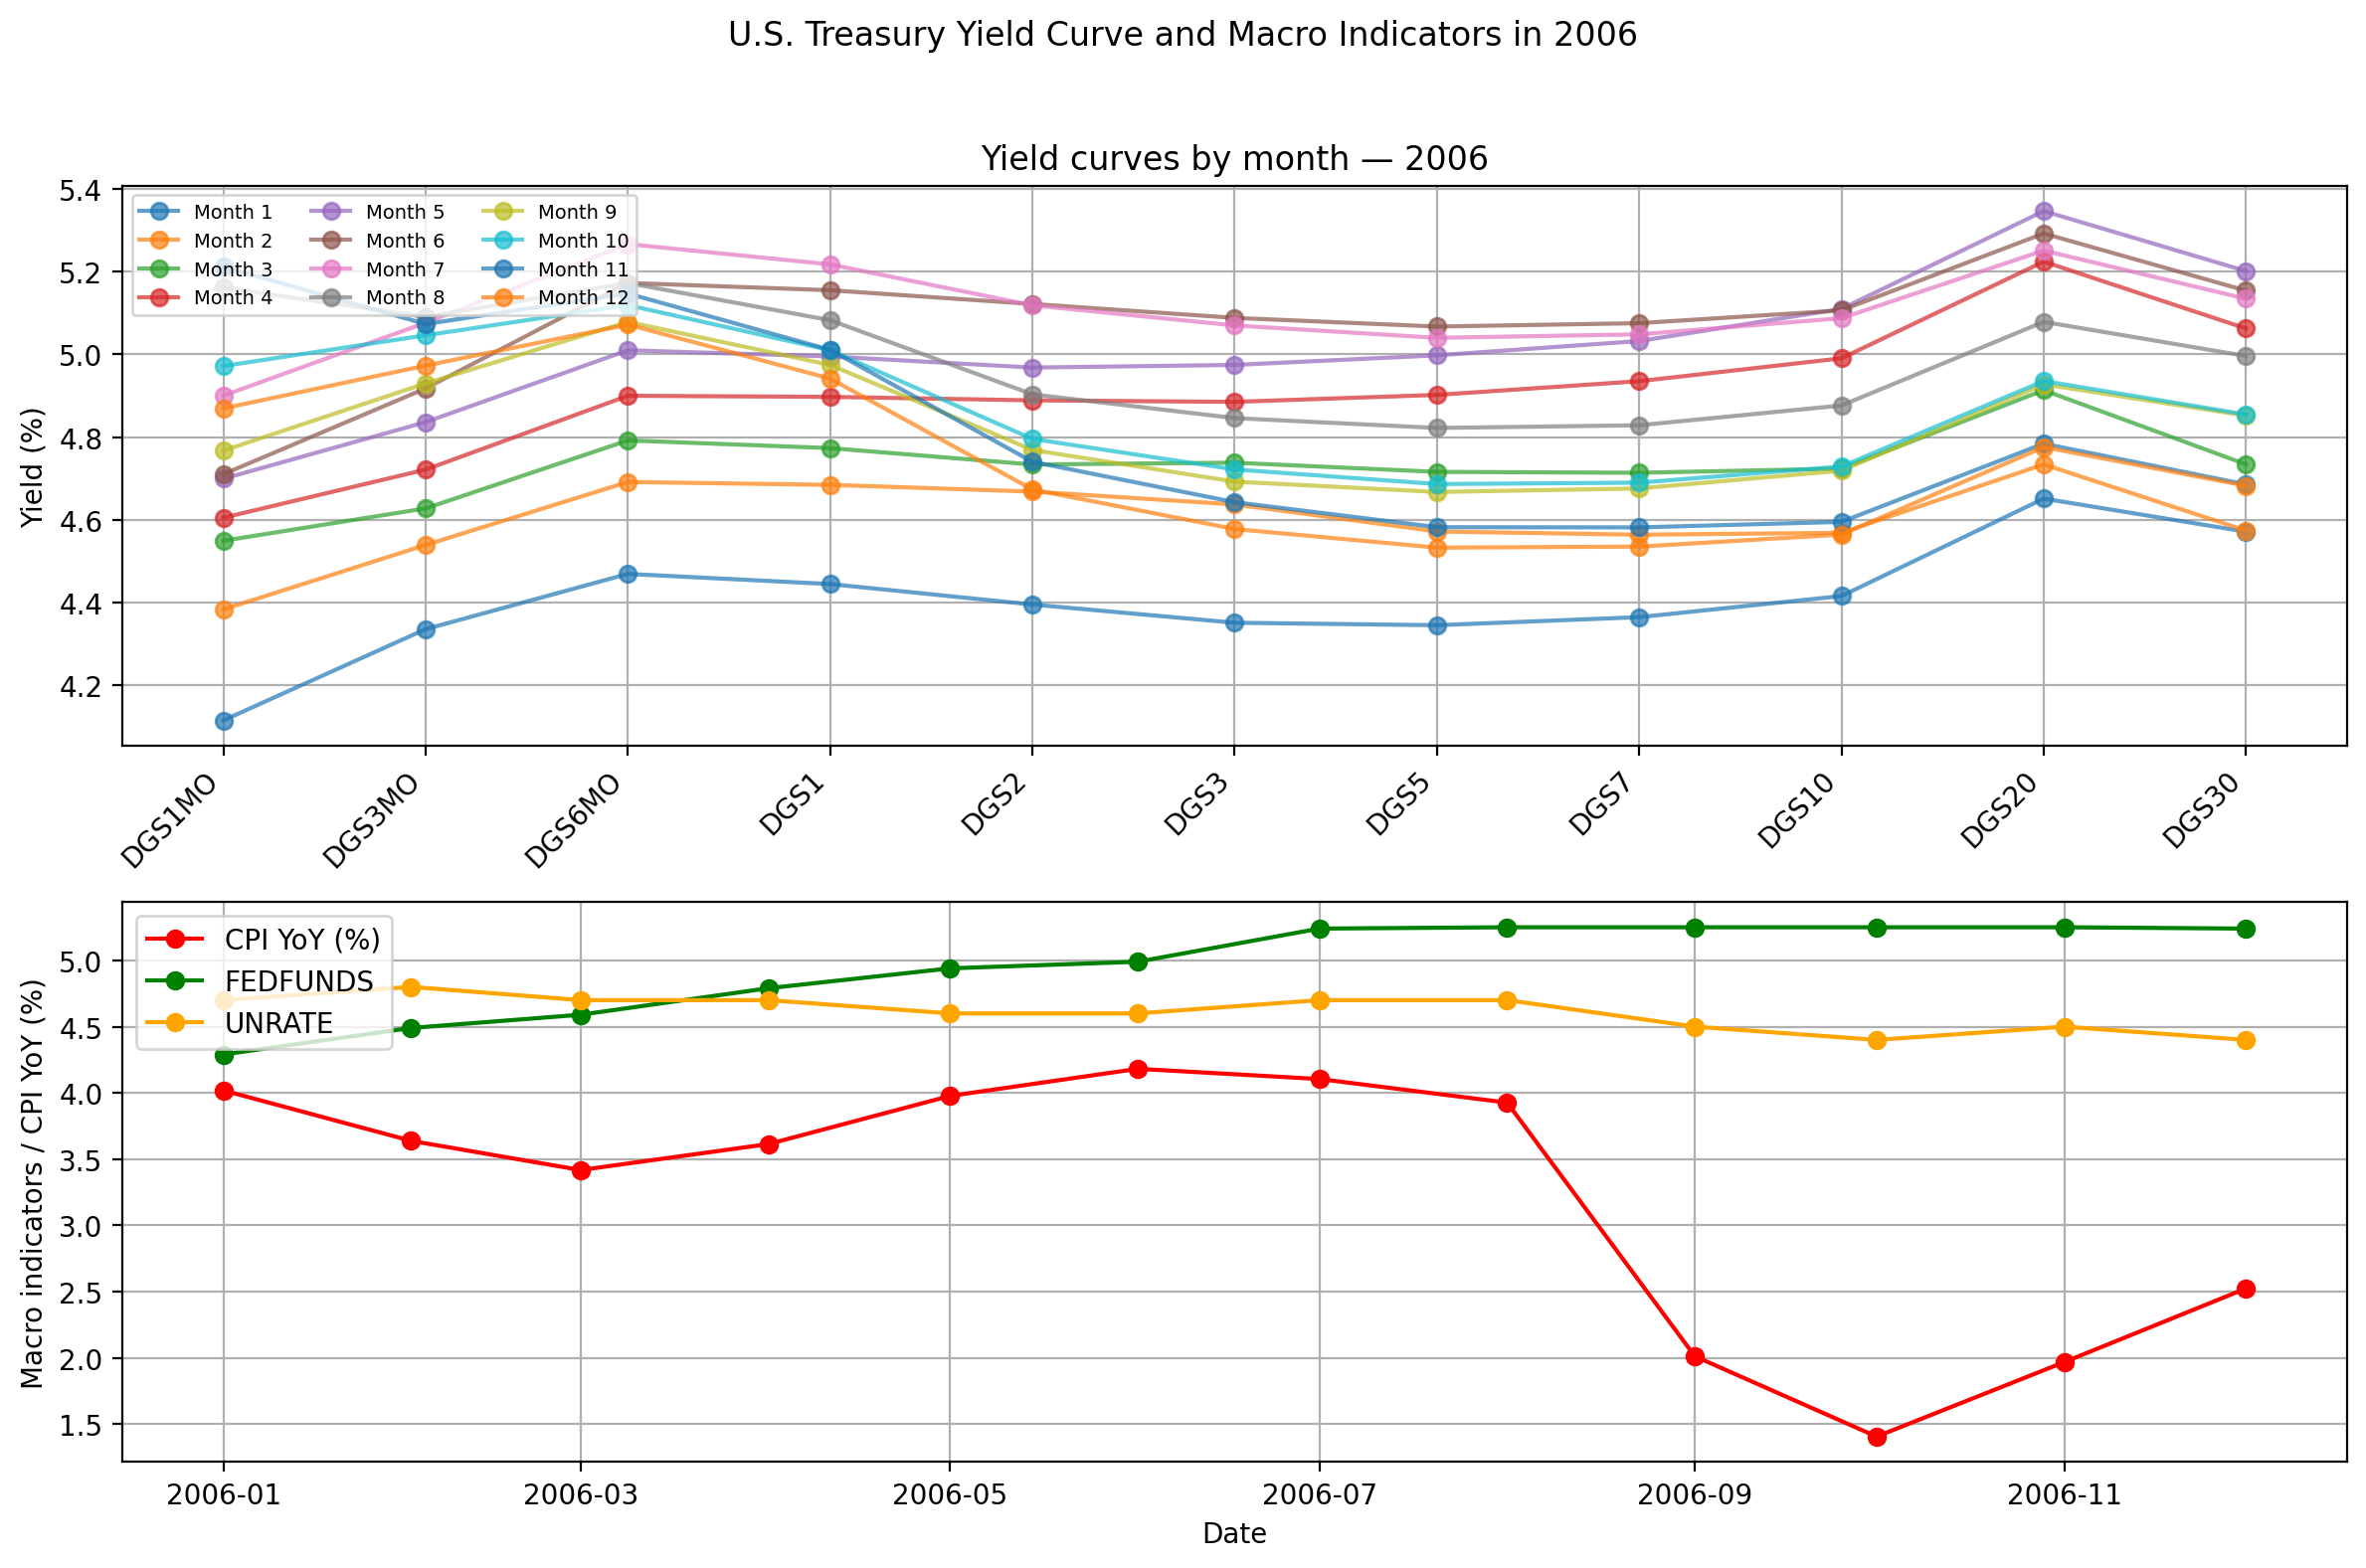 U.S. Treasury Yield Curve and Macro Indicators in 2006
Yield curves by month — 2006
Yield (%)
5.4
5.2
5.0
4.8
4.6
4.4
4.2
Month 1
Month 2
Month 3
Month 4
Month 5
Month 6
Month 7
Month 8
Month 9
Month 10
Month 11
Month 12
DGS1MO
DGS3MO
DGS6MO
DGS1
DGS2
DGS3
DGS5
DGS7
DGS10
DGS20
DGS30
Macro indicators / CPI YoY (%)
5.0
4.5
4.0
3.5
3.0
2.5
2.0
1.5
CPI YoY (%)
FEDFUNDS
UNRATE
2006-01
2006-03
2006-05
2006-07
2006-09
2006-11
Date